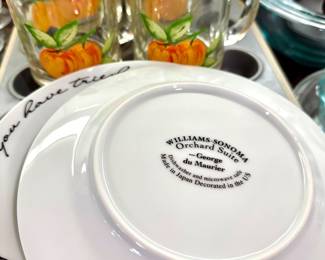 you have tried
WILLIAMS-SONOMA
Orchard Suite
—George
du Maurier
Dishwasher and microwave safe
Made in Japan Decorated in the US